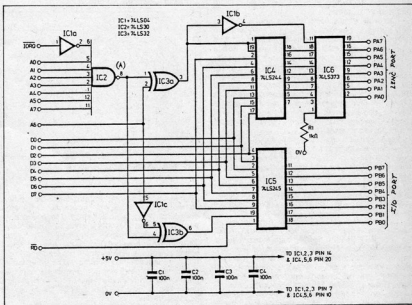 IC1=74LS04
IC2=74LS30
IC3=74LS32
IC1a
IC1b
IORQ
A0
A1
A2
A3
A4
A5
A7
IC2
(A)
IC3a
IC4
74LS244
IC6
74LS373
PA7
PA6
PA5
PA4
PA3
PA2
PA1
PA0
LINC PORT
R1
1kΩ
0V
A6
D0
D1
D2
D3
D4
D5
D6
D7
IC5
74LS245
PB7
PB6
PB5
PB4
PB3
PB2
PB1
PB0
I/O PORT
IC1c
IC3b
RD
+5V
TO IC1,2,3 PIN 14
& IC4,5,6 PIN 20
C1
100n
C2
100n
C3
100n
C4
100n
0V
TO IC1,2,3 PIN 7
& IC4,5,6 PIN 10